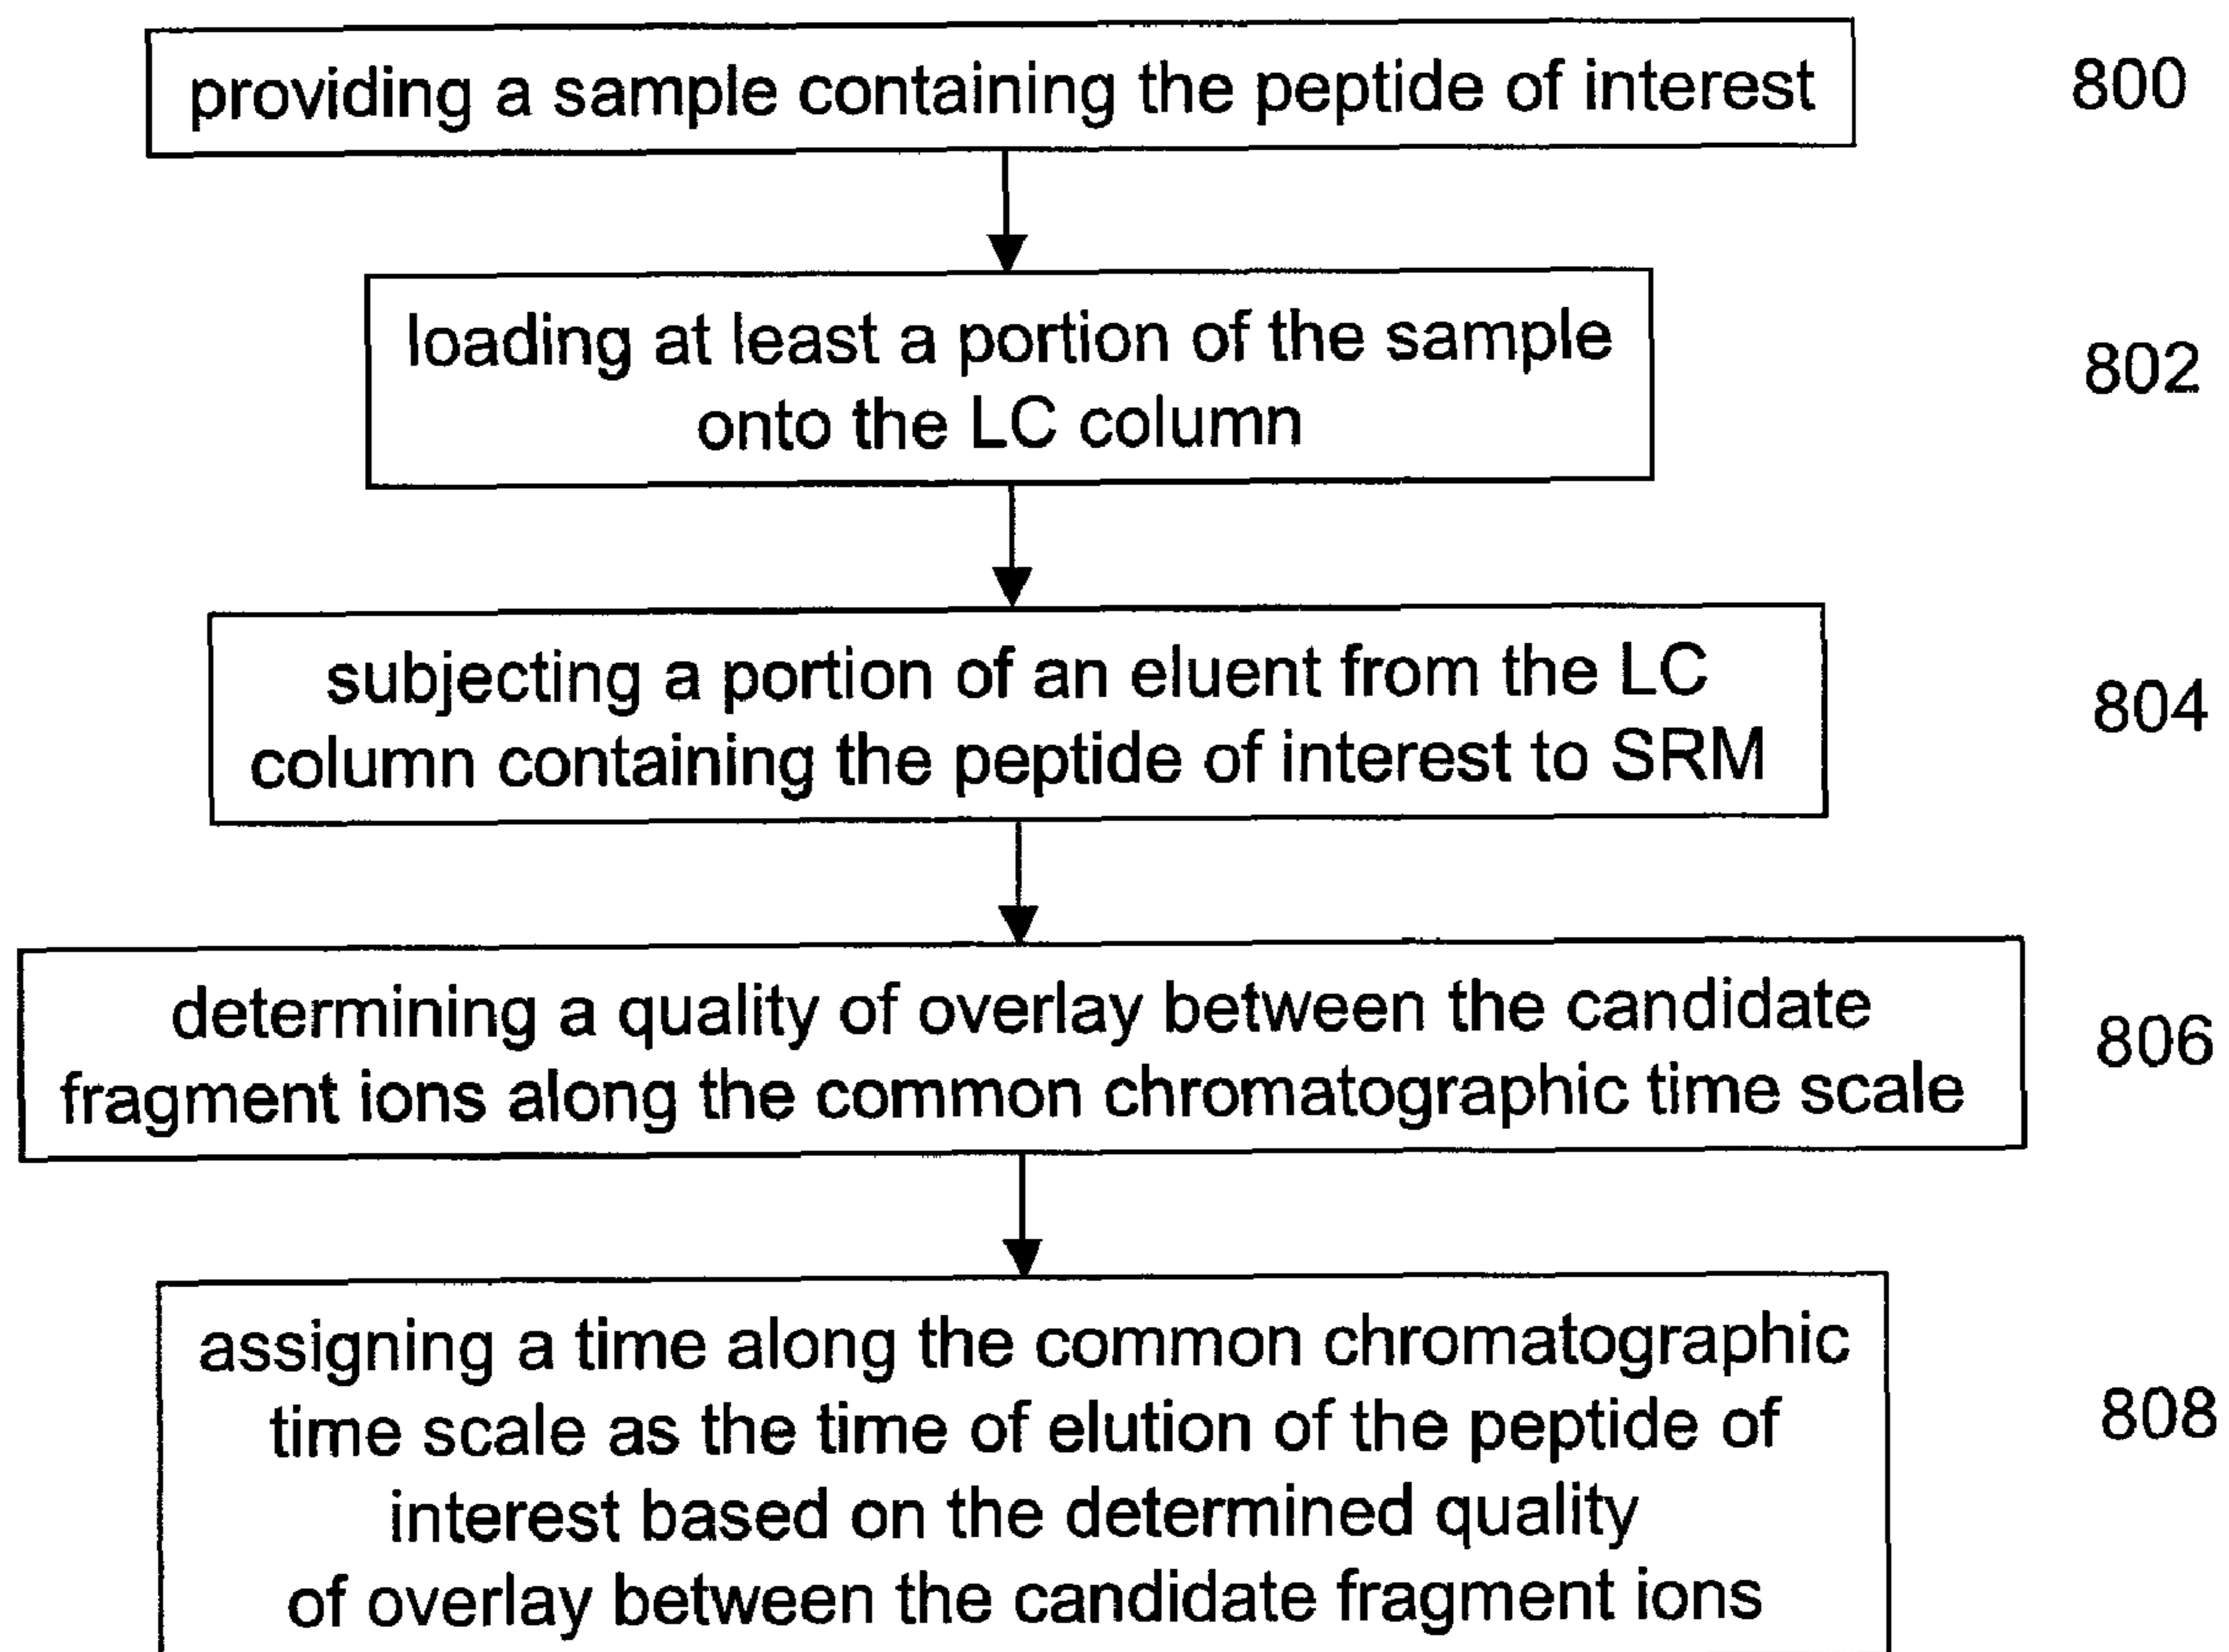 providing a sample containing the peptide of interest
800
loading at least a portion of the sample
onto the LC column
802
subjecting a portion of an eluent from the LC
column containing the peptide of interest to SRM
804
determining a quality of overlay between the candidate
fragment ions along the common chromatographic time scale
806
assigning a time along the common chromatographic
time scale as the time of elution of the peptide of
interest based on the determined quality
of overlay between the candidate fragment ions
808